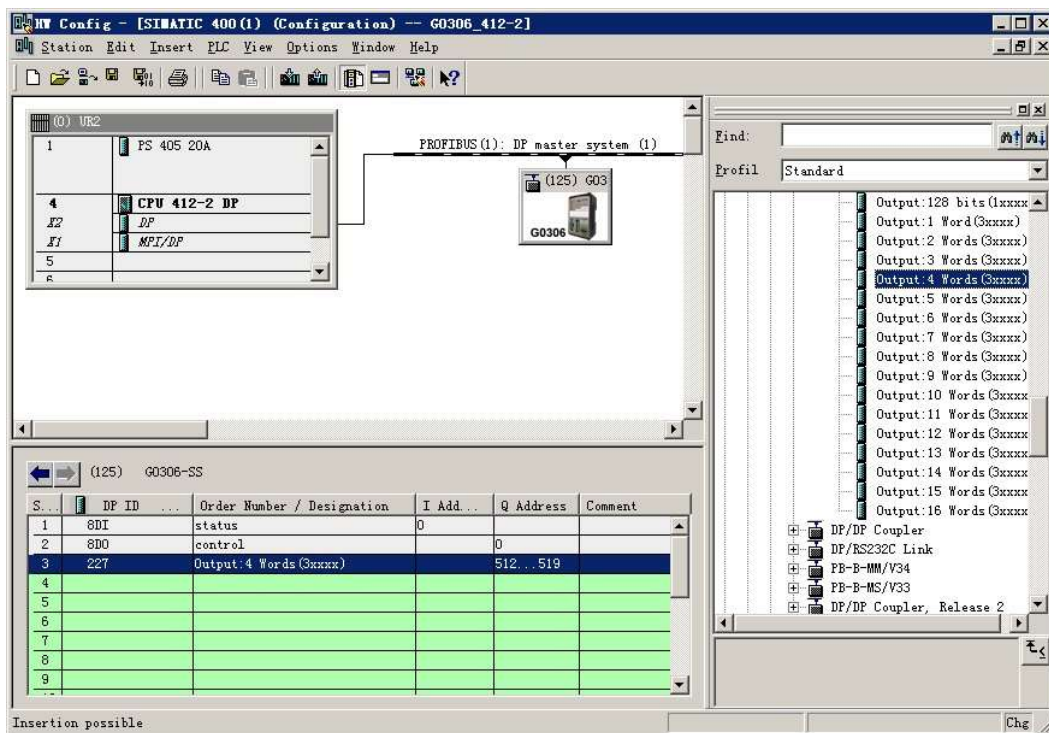 HW Config - [SIMATIC 400(1) (Configuration) -- G0306_412-2]
Station Edit Insert PLC View Options Window Help
(0) UR2
1 PS 405 20A
4 CPU 412-2 DP
X2 DP
X1 MPI/DP
5
6
PROFIBUS(1): DP master system (1)
(125) G03
G0306
Find:
Profil Standard
Output:128 bits(1xxxx
Output:1 Word(3xxxx)
Output:2 Words(3xxxx)
Output:3 Words(3xxxx)
Output:4 Words(3xxxx)
Output:5 Words(3xxxx)
Output:6 Words(3xxxx)
Output:7 Words(3xxxx)
Output:8 Words(3xxxx)
Output:9 Words(3xxxx)
Output:10 Words(3xxxx
Output:11 Words(3xxxx
Output:12 Words(3xxxx
Output:13 Words(3xxxx
Output:14 Words(3xxxx
Output:15 Words(3xxxx
Output:16 Words(3xxxx
DP/DP Coupler
DP/RS232C Link
PB-B-MM/V34
PB-B-MS/V33
DP/DP Coupler, Release 2
(125) G0306-SS
S... DP ID ... Order Number / Designation I Add... Q Address Comment
1 8DI status 0
2 8DO control 0
3 227 Output:4 Words(3xxxx) 512...519
4
5
6
7
8
9
Insertion possible Chg